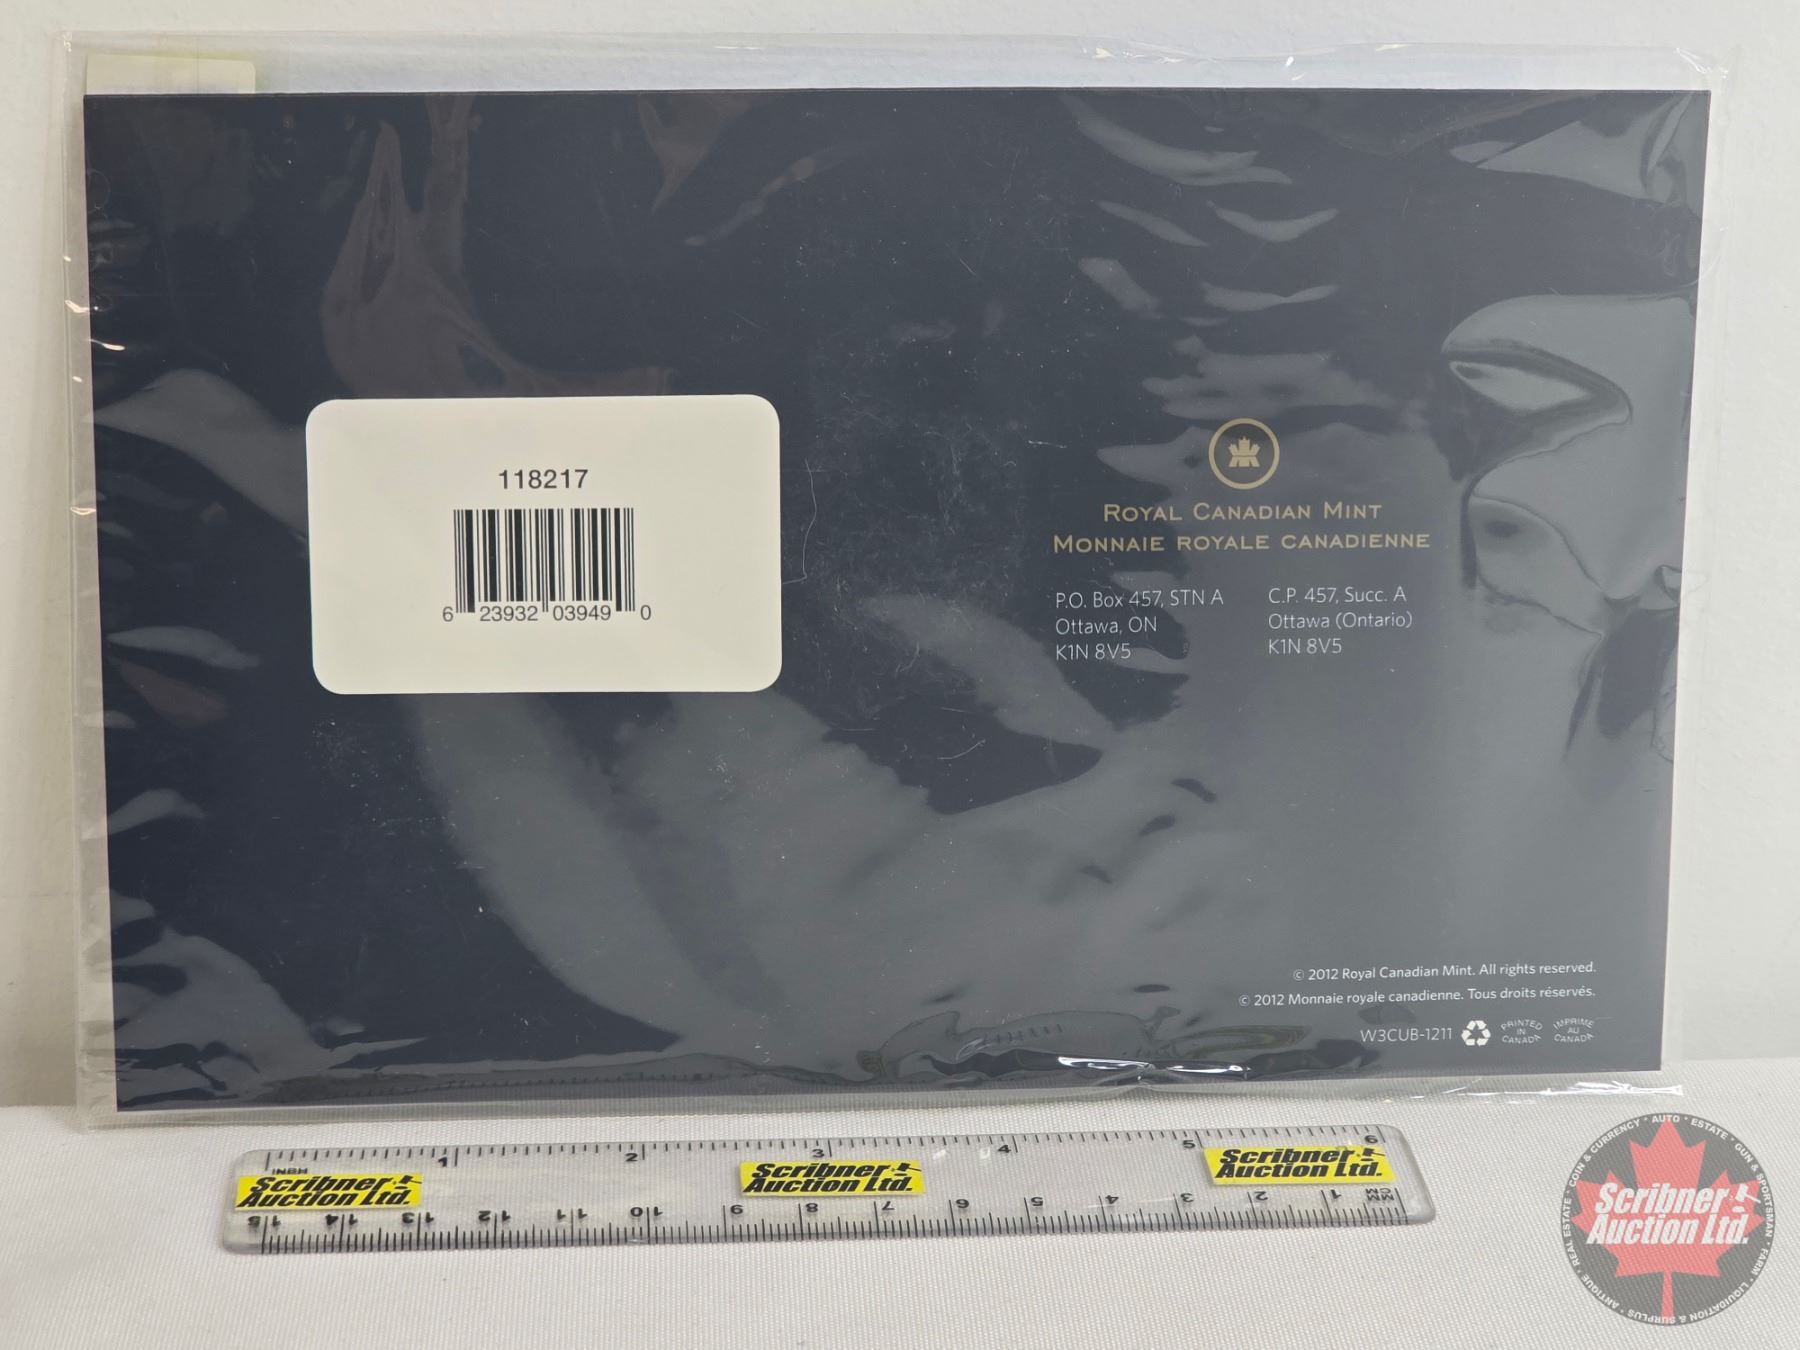 118217
6 23932 03949 0
ROYAL CANADIAN MINT
MONNAIE ROYALE CANADIENNE
P.O. Box 457, STN A
Ottawa, ON
K1N 8V5
C.P. 457, Succ. A
Ottawa (Ontario)
K1N 8V5
© 2012 Royal Canadian Mint. All rights reserved.
© 2012 Monnaie royale canadienne. Tous droits réservés.
W3CUB-1211
PRINTED IN CANADA
IMPRIMÉ AU CANADA
INCH
1 2 3 4 5 6
Scribner Auction Ltd.
Scribner Auction Ltd.
Scribner Auction Ltd.
MM
CM
1 2 3 4 5 6 7 8 9 10 11 12 13 14 15
COIN & CURRENCY · AUTO · ESTATE · GUN & SPORTSMAN · FARM · LIQUIDATION & SURPLUS · ANTIQUE · REAL ESTATE
Scribner
Auction Ltd.